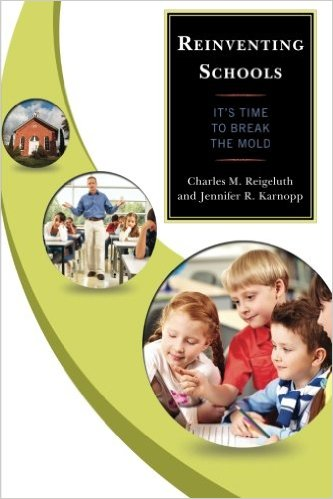 REINVENTING
SCHOOLS
IT'S TIME
TO BREAK
THE MOLD
Charles M. Reigeluth
and Jennifer R. Karnopp